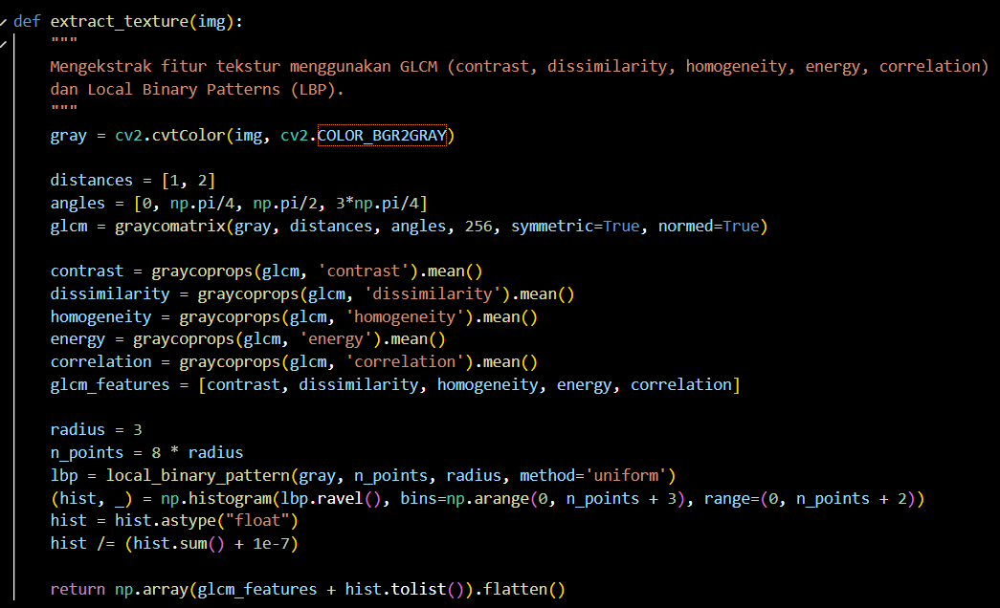 def extract_texture(img):
"""
Mengekstrak fitur tekstur menggunakan GLCM (contrast, dissimilarity, homogeneity, energy, correlation)
dan Local Binary Patterns (LBP).
"""
gray = cv2.cvtColor(img, cv2.COLOR_BGR2GRAY)
distances = [1, 2]
angles = [0, np.pi/4, np.pi/2, 3*np.pi/4]
glcm = graycomatrix(gray, distances, angles, 256, symmetric=True, normed=True)
contrast = graycoprops(glcm, 'contrast').mean()
dissimilarity = graycoprops(glcm, 'dissimilarity').mean()
homogeneity = graycoprops(glcm, 'homogeneity').mean()
energy = graycoprops(glcm, 'energy').mean()
correlation = graycoprops(glcm, 'correlation').mean()
glcm_features = [contrast, dissimilarity, homogeneity, energy, correlation]
radius = 3
n_points = 8 * radius
lbp = local_binary_pattern(gray, n_points, radius, method='uniform')
(hist, _) = np.histogram(lbp.ravel(), bins=np.arange(0, n_points + 3), range=(0, n_points + 2))
hist = hist.astype("float")
hist /= (hist.sum() + 1e-7)
return np.array(glcm_features + hist.tolist()).flatten()